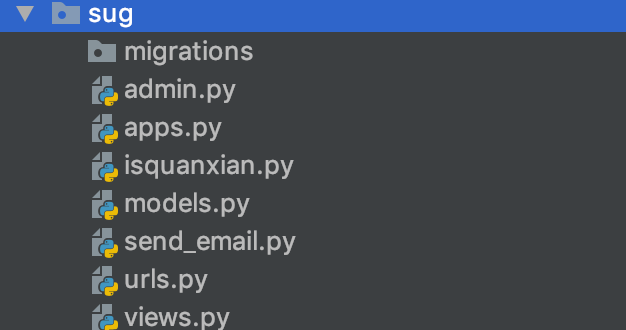 sug
migrations
admin.py
apps.py
isquanxian.py
models.py
send_email.py
urls.py
views.py